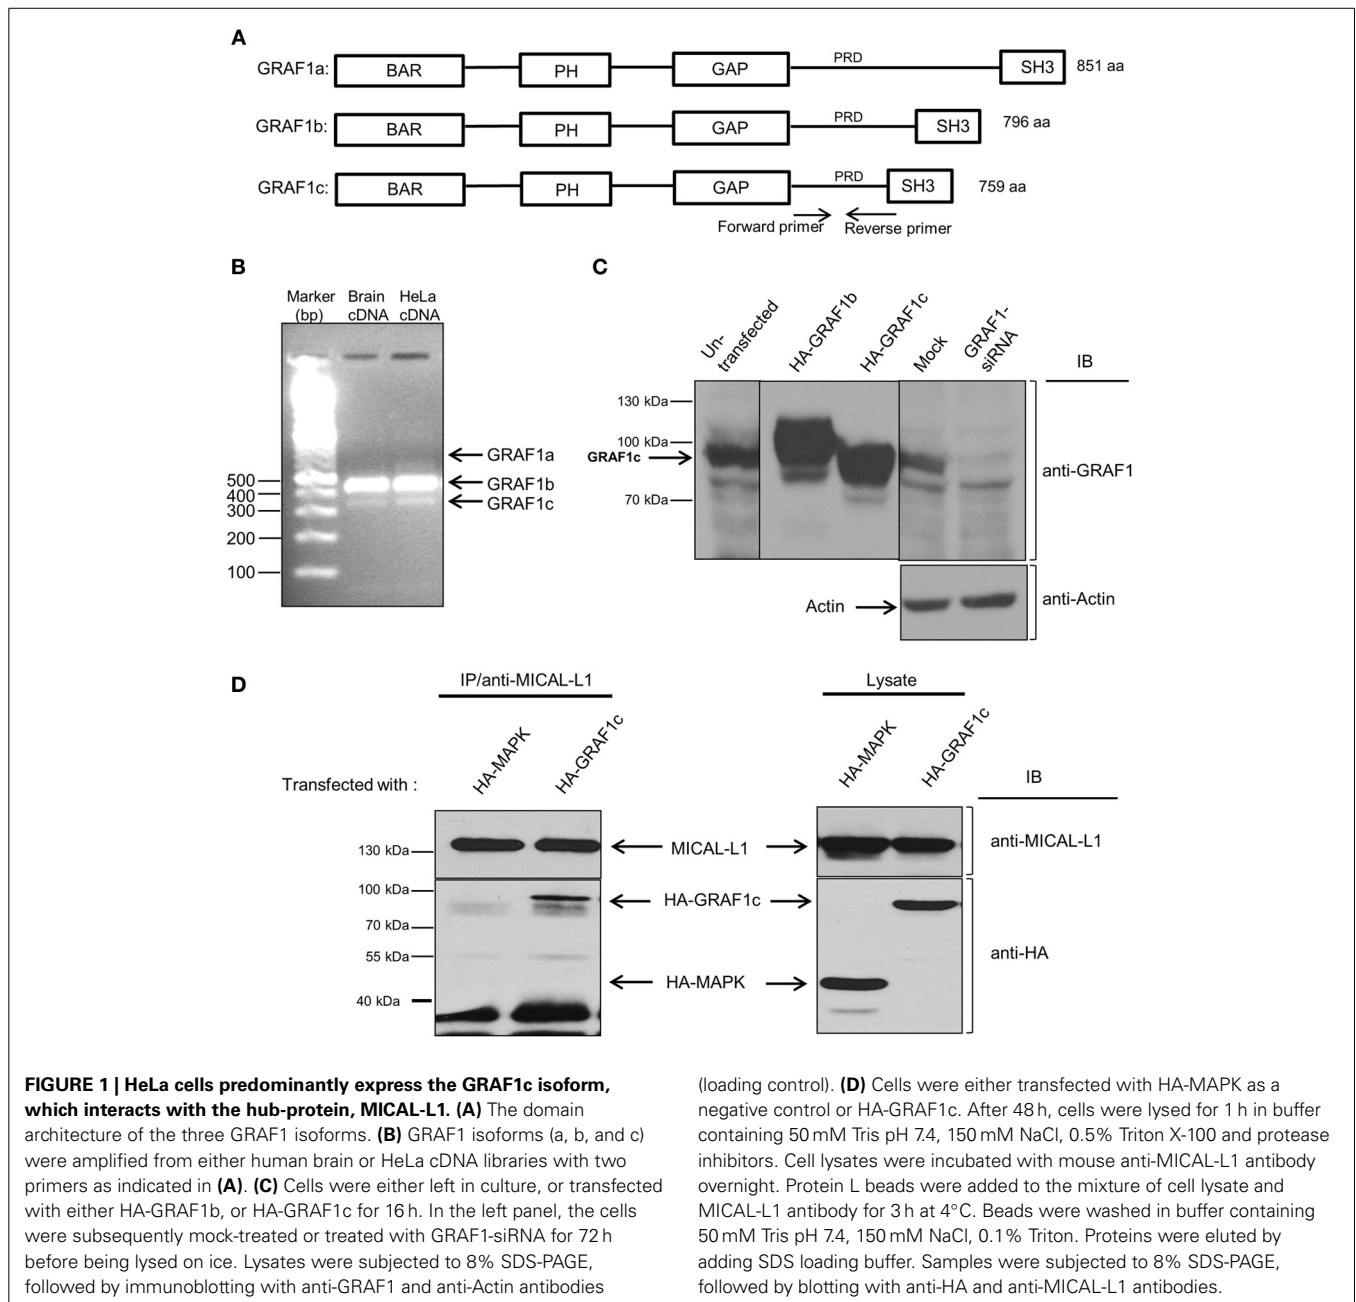 A
GRAF1a: BAR PH GAP PRD SH3 851 aa
GRAF1b: BAR PH GAP PRD SH3 796 aa
GRAF1c: BAR PH GAP PRD SH3 759 aa
Forward primer Reverse primer
B
Marker (bp)
Brain cDNA
HeLa cDNA
500
400
300
200
100
GRAF1a
GRAF1b
GRAF1c
C
Un-transfected
HA-GRAF1b
HA-GRAF1c
Mock
GRAF1-siRNA
IB
130 kDa
100 kDa
GRAF1c
70 kDa
anti-GRAF1
Actin
anti-Actin
D
IP/anti-MICAL-L1
Lysate
Transfected with :
HA-MAPK
HA-GRAF1c
HA-MAPK
HA-GRAF1c
IB
130 kDa
100 kDa
70 kDa
55 kDa
40 kDa
MICAL-L1
HA-GRAF1c
HA-MAPK
anti-MICAL-L1
anti-HA
FIGURE 1 | HeLa cells predominantly express the GRAF1c isoform,
which interacts with the hub-protein, MICAL-L1. (A) The domain
architecture of the three GRAF1 isoforms. (B) GRAF1 isoforms (a, b, and c)
were amplified from either human brain or HeLa cDNA libraries with two
primers as indicated in (A). (C) Cells were either left in culture, or transfected
with either HA-GRAF1b, or HA-GRAF1c for 16 h. In the left panel, the cells
were subsequently mock-treated or treated with GRAF1-siRNA for 72 h
before being lysed on ice. Lysates were subjected to 8% SDS-PAGE,
followed by immunoblotting with anti-GRAF1 and anti-Actin antibodies
(loading control). (D) Cells were either transfected with HA-MAPK as a
negative control or HA-GRAF1c. After 48 h, cells were lysed for 1 h in buffer
containing 50 mM Tris pH 7.4, 150 mM NaCl, 0.5% Triton X-100 and protease
inhibitors. Cell lysates were incubated with mouse anti-MICAL-L1 antibody
overnight. Protein L beads were added to the mixture of cell lysate and
MICAL-L1 antibody for 3 h at 4°C. Beads were washed in buffer containing
50 mM Tris pH 7.4, 150 mM NaCl, 0.1% Triton. Proteins were eluted by
adding SDS loading buffer. Samples were subjected to 8% SDS-PAGE,
followed by blotting with anti-HA and anti-MICAL-L1 antibodies.